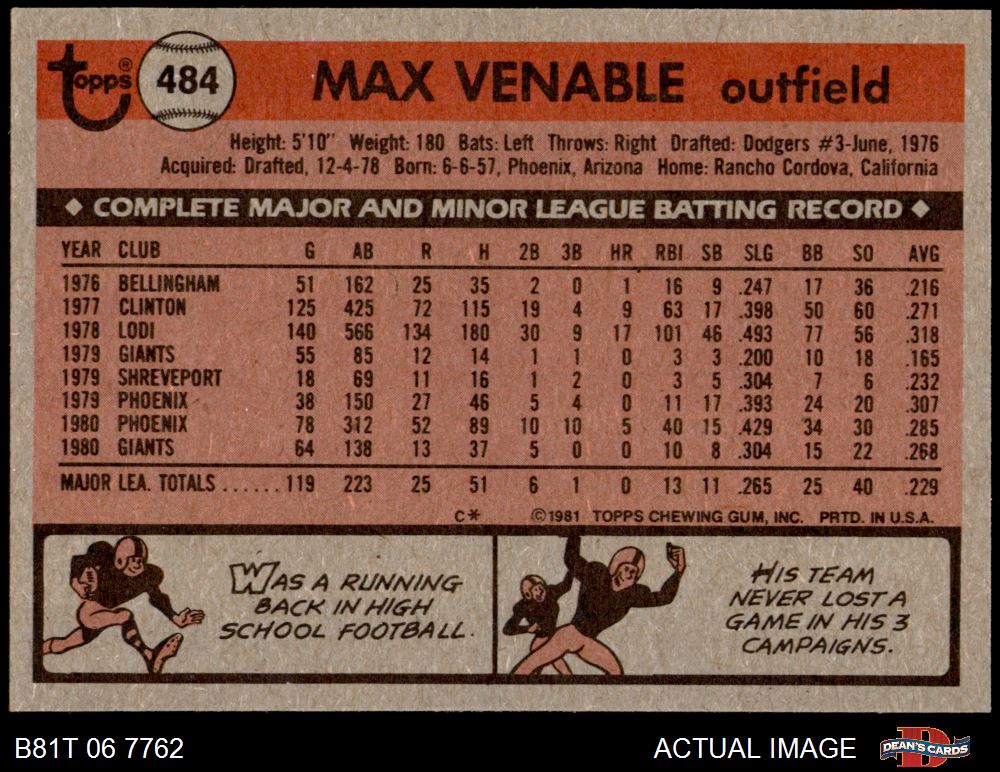 Topps®
484
MAX VENABLE outfield
Height: 5'10" Weight: 180 Bats: Left Throws: Right Drafted: Dodgers #3-June, 1976
Acquired: Drafted, 12-4-78 Born: 6-6-57, Phoenix, Arizona Home: Rancho Cordova, California
◆ COMPLETE MAJOR AND MINOR LEAGUE BATTING RECORD ◆
YEAR CLUB G AB R H 2B 3B HR RBI SB SLG BB SO AVG
1976 BELLINGHAM 51 162 25 35 2 0 1 16 9 .247 17 36 .216
1977 CLINTON 125 425 72 115 19 4 9 63 17 .398 50 60 .271
1978 LODI 140 566 134 180 30 9 17 101 46 .493 77 56 .318
1979 GIANTS 55 85 12 14 1 1 0 3 3 .200 10 18 .165
1979 SHREVEPORT 18 69 11 16 1 2 0 3 5 .304 7 6 .232
1979 PHOENIX 38 150 27 46 5 4 0 11 17 .393 24 20 .307
1980 PHOENIX 78 312 52 89 10 10 5 40 15 .429 34 30 .285
1980 GIANTS 64 138 13 37 5 0 0 10 8 .304 15 22 .268
MAJOR LEA. TOTALS ......119 223 25 51 6 1 0 13 11 .265 25 40 .229
C* ©1981 TOPPS CHEWING GUM, INC. PRTD. IN U.S.A.
WAS A RUNNING
BACK IN HIGH
SCHOOL FOOTBALL.
HIS TEAM
NEVER LOST A
GAME IN HIS 3
CAMPAIGNS.
B81T 06 7762
ACTUAL IMAGE
DEAN'S CARDS